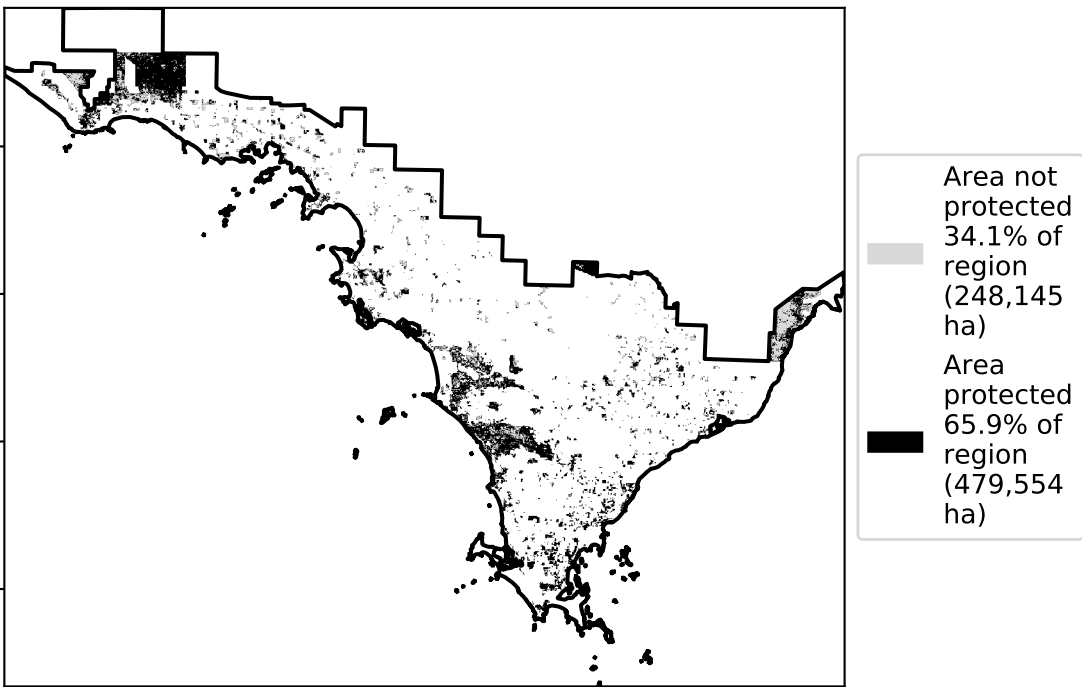 Area not
protected
34.1% of
region
(248,145
ha)
Area
protected
65.9% of
region
(479,554
ha)